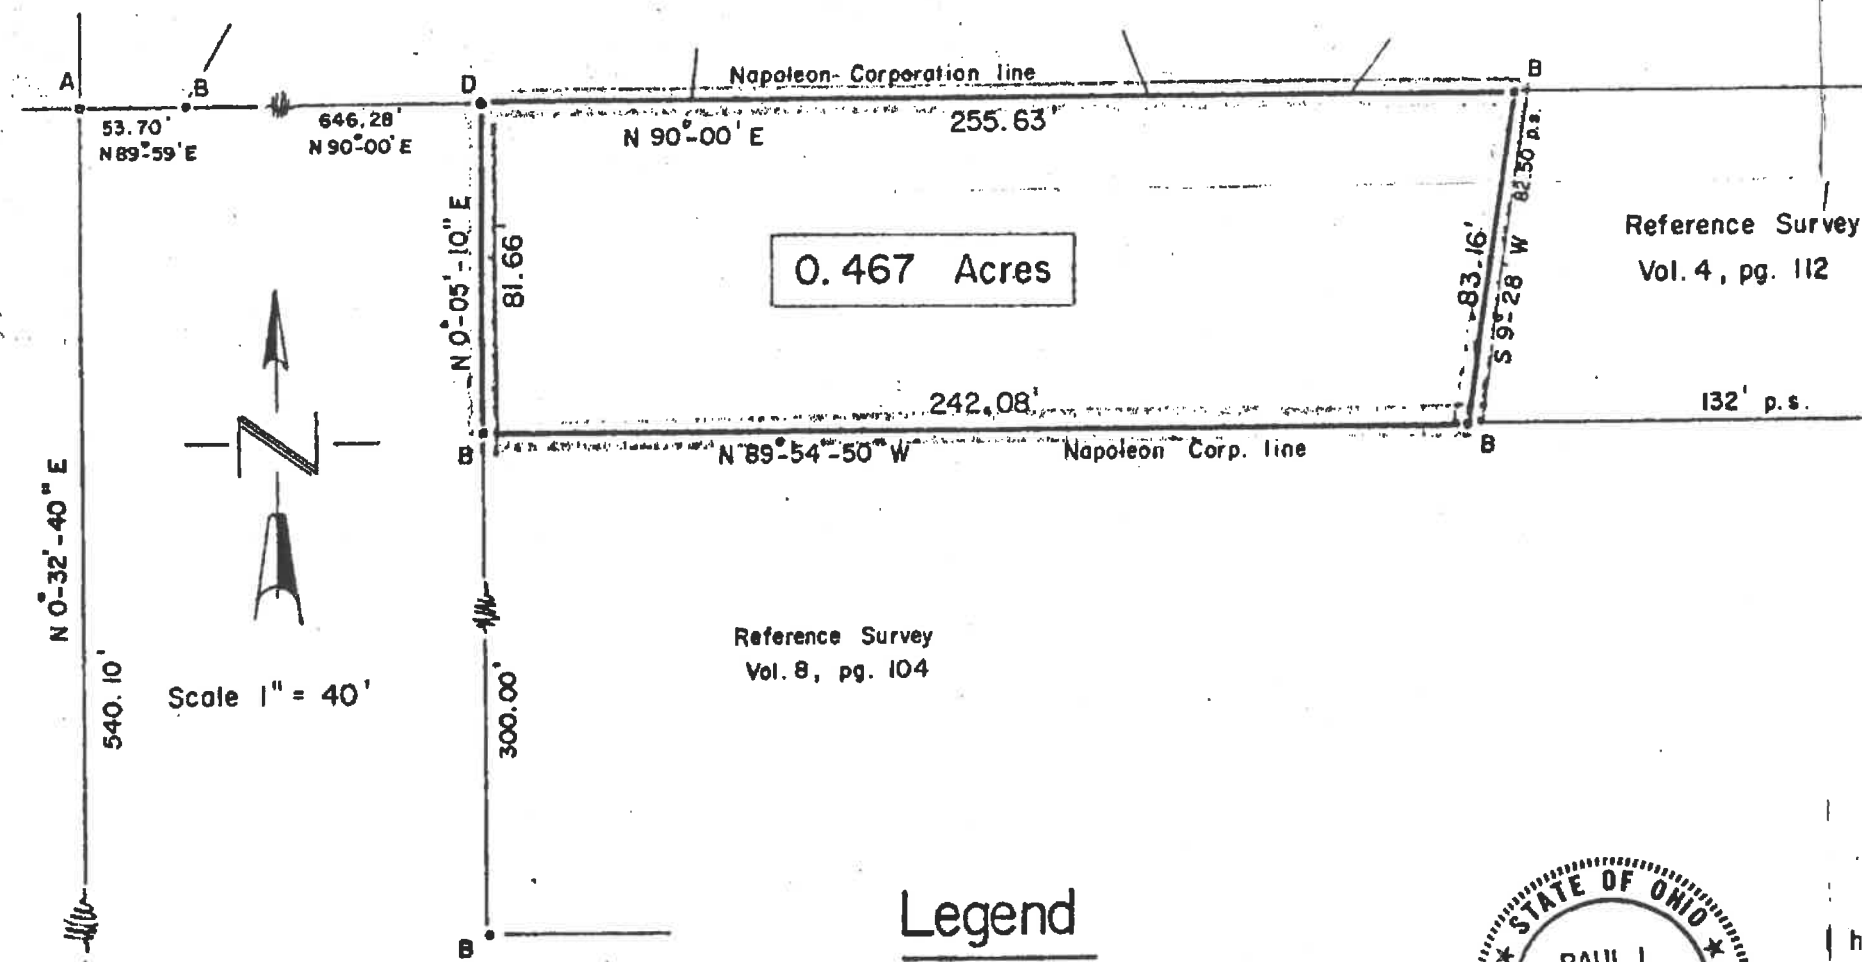 Napoleon- Corporation line
A
B
D
B
53.70'
N 89°-59' E
646.28'
N 90°-00' E
N 90°-00' E
255.63'
82.50 p.s.
N 0°-05'-10" E
81.66
0.467 Acres
83.16'
S 9°-28' W
Reference Survey
Vol. 4, pg. 112
242.08'
132' p.s.
B
N 89°-54'-50" W
Napoleon Corp. line
B
N 0°-32'-40" E
540.10'
Scale 1" = 40'
300.00'
Reference Survey
Vol. 8, pg. 104
B
Legend
STATE OF OHIO
PAUL
h